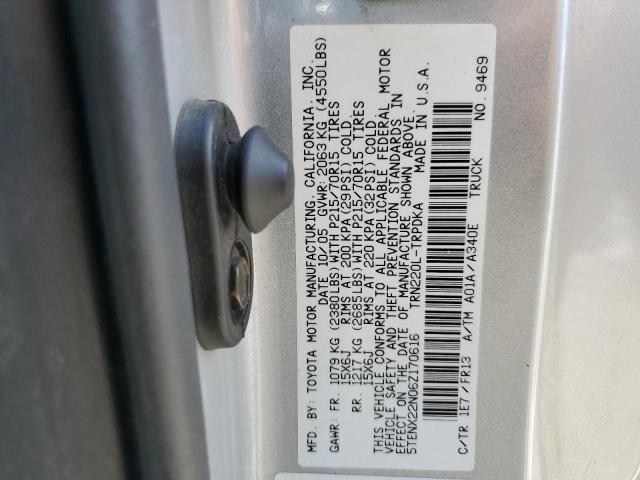 MFD. BY: TOYOTA MOTOR MANUFACTURING, CALIFORNIA, INC.
DATE 10/05 GVWR: 2063 KG (4550LBS)
GAWR: FR. 1079 KG (2380LBS) WITH P215/70R15 TIRES
15X6J RIMS AT 200 KPA (29PSI) COLD.
RR. 1217 KG (2685LBS) WITH P215/70R15 TIRES
15X6J RIMS AT 220 KPA (32PSI) COLD.
THIS VEHICLE CONFORMS TO ALL APPLICABLE FEDERAL MOTOR
VEHICLE SAFETY AND THEFT PREVENTION STANDARDS IN
EFFECT ON THE DATE OF MANUFACTURE SHOWN ABOVE.
5TENX22N06Z170616 TRN220L-TRPDKA MADE IN U.S.A.
C/TR 1E7/FR13 A/TM A01A/A340E TRUCK NO. 9469